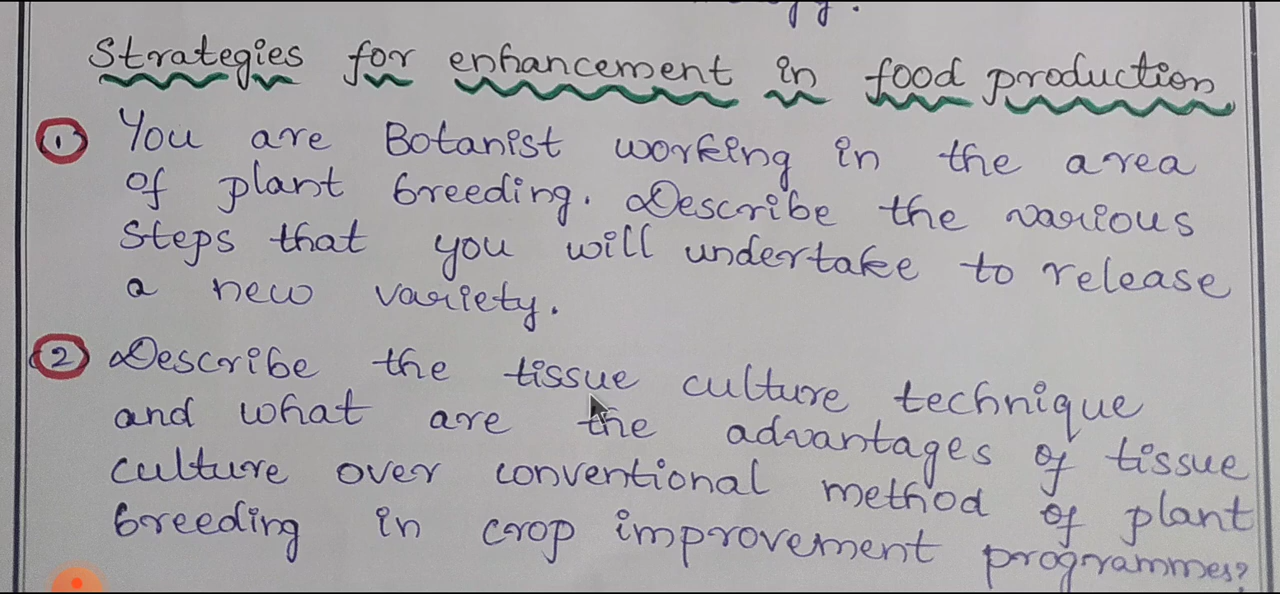 Strategies for enhancement in food production
① You are Botanist working in the area
of plant breeding. Describe the various
steps that you will undertake to release
a new variety.
② Describe the tissue culture technique
and what are the advantages of tissue
culture over conventional method of plant
breeding in crop improvement programmes?